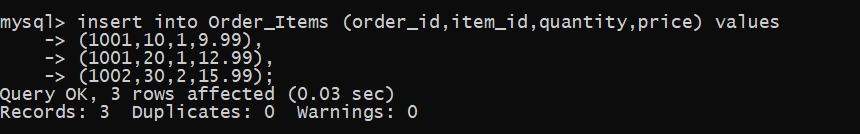 mysql> insert into Order_Items (order_id,item_id,quantity,price) values
    -> (1001,10,1,9.99),
    -> (1001,20,1,12.99),
    -> (1002,30,2,15.99);
Query OK, 3 rows affected (0.03 sec)
Records: 3  Duplicates: 0  Warnings: 0